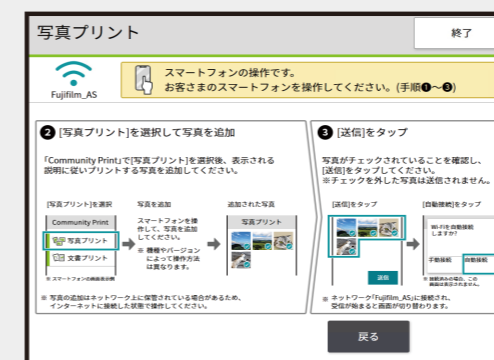 写真プリント
終了
Fujifilm_AS
スマートフォンの操作です。
お客さまのスマートフォンを操作してください。(手順❶~❸)
❷ [写真プリント]を選択して写真を追加
「Community Print」で[写真プリント]を選択後、表示される
説明に従いプリントする写真を追加してください。
[写真プリント]を選択
写真を追加
追加された写真
Community Print
写真プリント
文書プリント
※ スマートフォンの画面表示例
スマートフォンを操
作して、写真を追加
してください。
※ 機種やバージョン
によって操作方法
は異なります。
写真プリント
※ 写真の追加はネットワーク上に保管されている場合があるため、
インターネットに接続した状態で操作してください。
❸ [送信]をタップ
写真がチェックされていることを確認し、
[送信]をタップしてください。
※チェックを外した写真は送信されません。
[送信]をタップ
[自動接続]をタップ
送信
Wi-Fiを自動接続
しますか?
手動接続
自動接続
※ 接続済みの場合、この
画面は表示されません。
※ ネットワーク「Fujifilm_AS」に接続され、
受信が始まると画面が切り替わります。
戻る